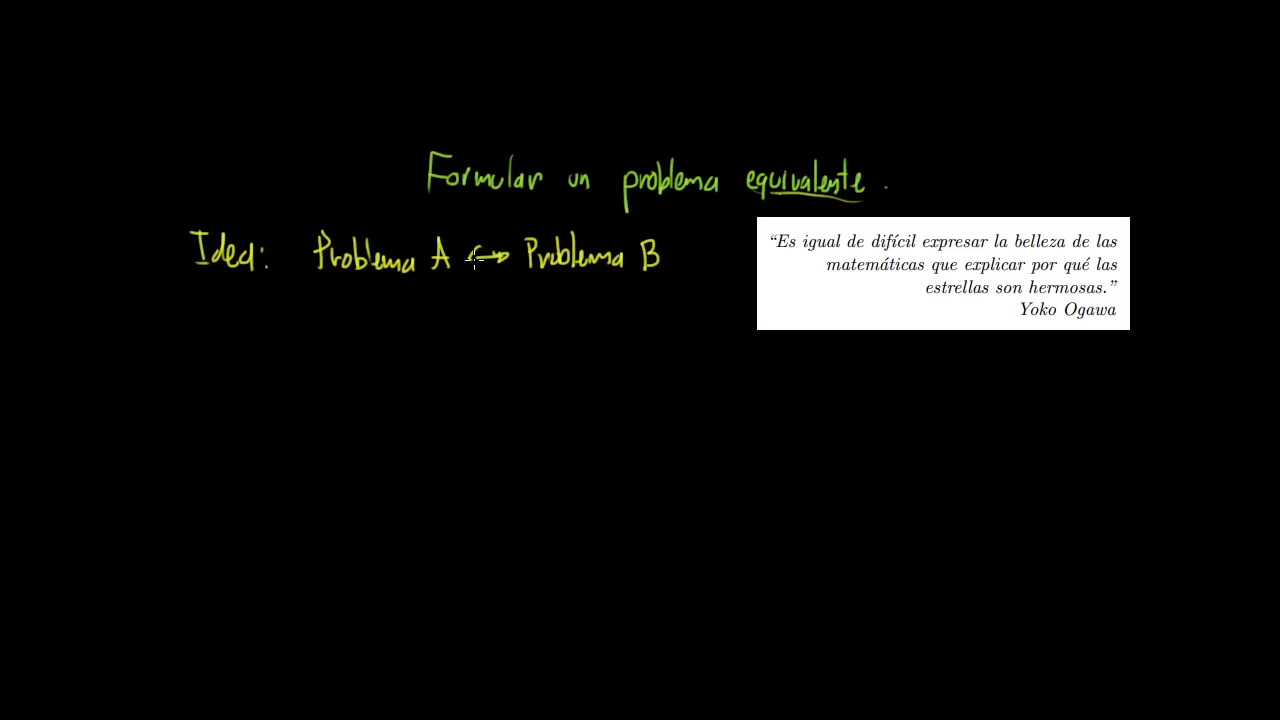 Formular un problema equivalente.
Idea: Problema A ↔ Problema B
“Es igual de difícil expresar la belleza de las
matemáticas que explicar por qué las
estrellas son hermosas.”
Yoko Ogawa